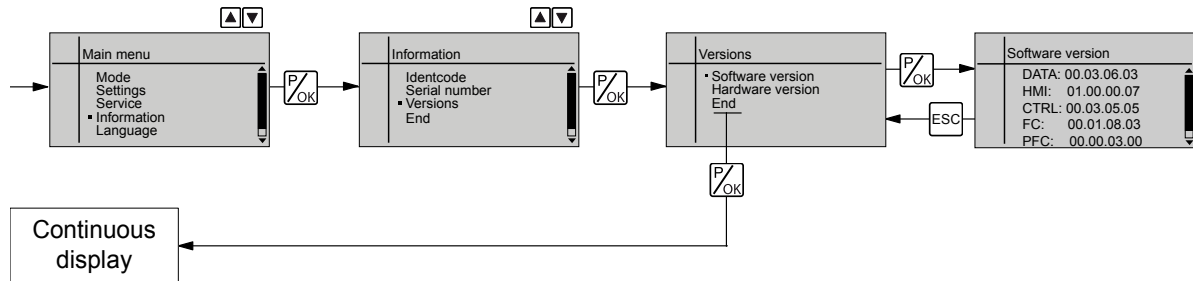 Main menu
Mode
Settings
Service
Information
Language
P/OK
Information
Identcode
Serial number
Versions
End
P/OK
Versions
Software version
Hardware version
End
P/OK
ESC
Software version
DATA: 00.03.06.03
HMI: 01.00.00.07
CTRL: 00.03.05.05
FC: 00.01.08.03
PFC: 00.00.03.00
P/OK
Continuous
display